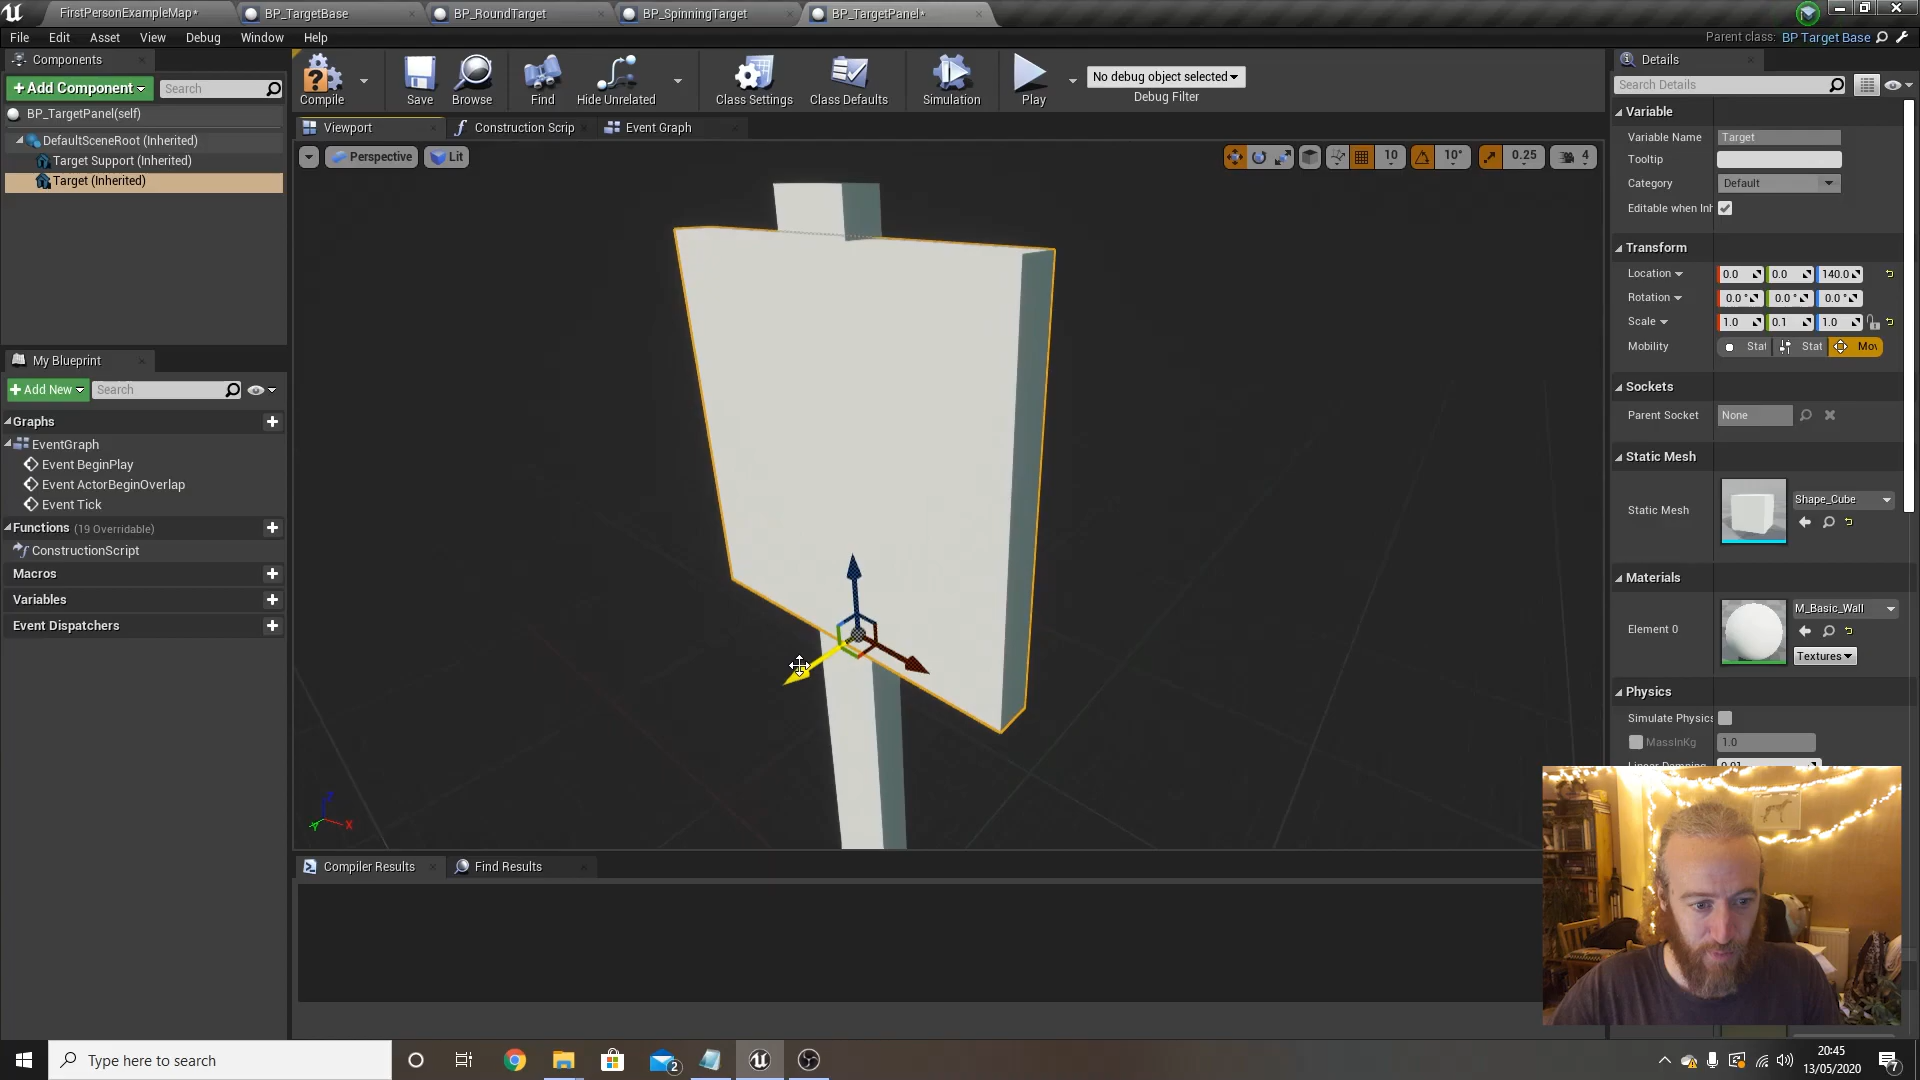 FirstPersonExampleMap*
BP_TargetBase
BP_RoundTarget
BP_SpinningTarget
BP_TargetPanel*
File Edit Asset View Debug Window Help
Parent class: BP Target Base
Components
+Add Component
Search
BP_TargetPanel(self)
DefaultSceneRoot (Inherited)
Target Support (Inherited)
Target (Inherited)
Compile
Save
Browse
Find
Hide Unrelated
Class Settings
Class Defaults
Simulation
Play
No debug object selected
Debug Filter
Viewport
Construction Scrip
Event Graph
Perspective
Lit
10
10°
0.25
4
My Blueprint
+Add New
Search
Graphs
EventGraph
Event BeginPlay
Event ActorBeginOverlap
Event Tick
Functions (19 Overridable)
ConstructionScript
Macros
Variables
Event Dispatchers
Z
X
Y
Compiler Results
Find Results
Details
Search Details
Variable
Variable Name Target
Tooltip
Category Default
Editable when Inh
Transform
Location 0.0 0.0 140.0
Rotation 0.0 ° 0.0 ° 0.0 °
Scale 1.0 0.1 1.0
Mobility Stat Stat Mov
Sockets
Parent Socket None
Static Mesh
Static Mesh Shape_Cube
Materials
Element 0 M_Basic_Wall
Textures
Physics
Simulate Physics
MassInKg 1.0
Linear Damping 0.01
Type here to search
2
20:45
13/05/2020
7